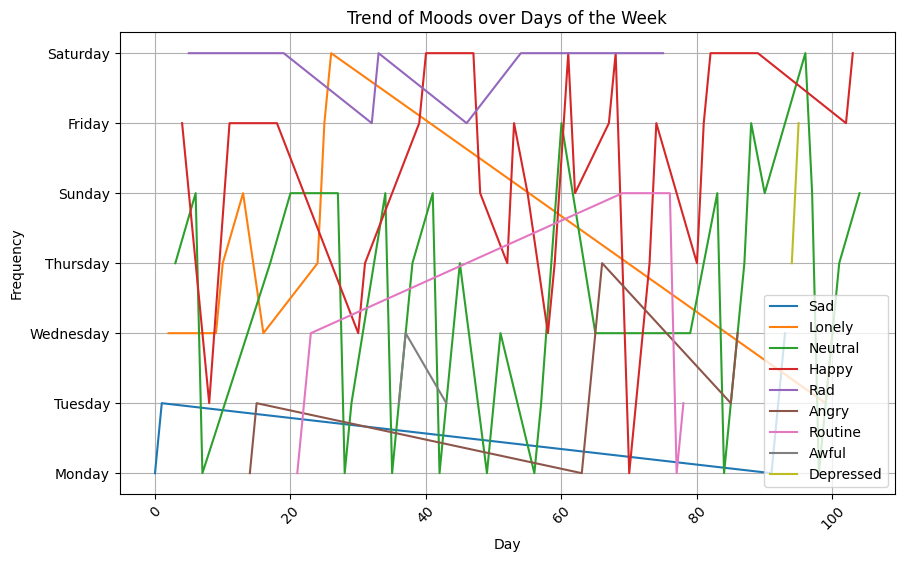 Trend of Moods over Days of the Week
Frequency
Saturday
Friday
Sunday
Thursday
Wednesday
Tuesday
Monday
0
20
40
60
80
100
Day
Sad
Lonely
Neutral
Happy
Rad
Angry
Routine
Awful
Depressed